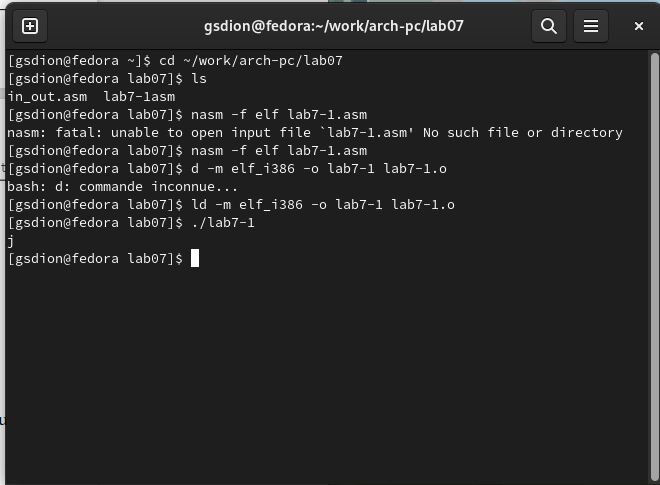 gsdion@fedora:~/work/arch-pc/lab07
[gsdion@fedora ~]$ cd ~/work/arch-pc/lab07
[gsdion@fedora lab07]$ ls
in_out.asm  lab7-1asm
[gsdion@fedora lab07]$ nasm -f elf lab7-1.asm
nasm: fatal: unable to open input file `lab7-1.asm' No such file or directory
[gsdion@fedora lab07]$ nasm -f elf lab7-1.asm
[gsdion@fedora lab07]$ d -m elf_i386 -o lab7-1 lab7-1.o
bash: d: commande inconnue...
[gsdion@fedora lab07]$ ld -m elf_i386 -o lab7-1 lab7-1.o
[gsdion@fedora lab07]$ ./lab7-1
j
[gsdion@fedora lab07]$